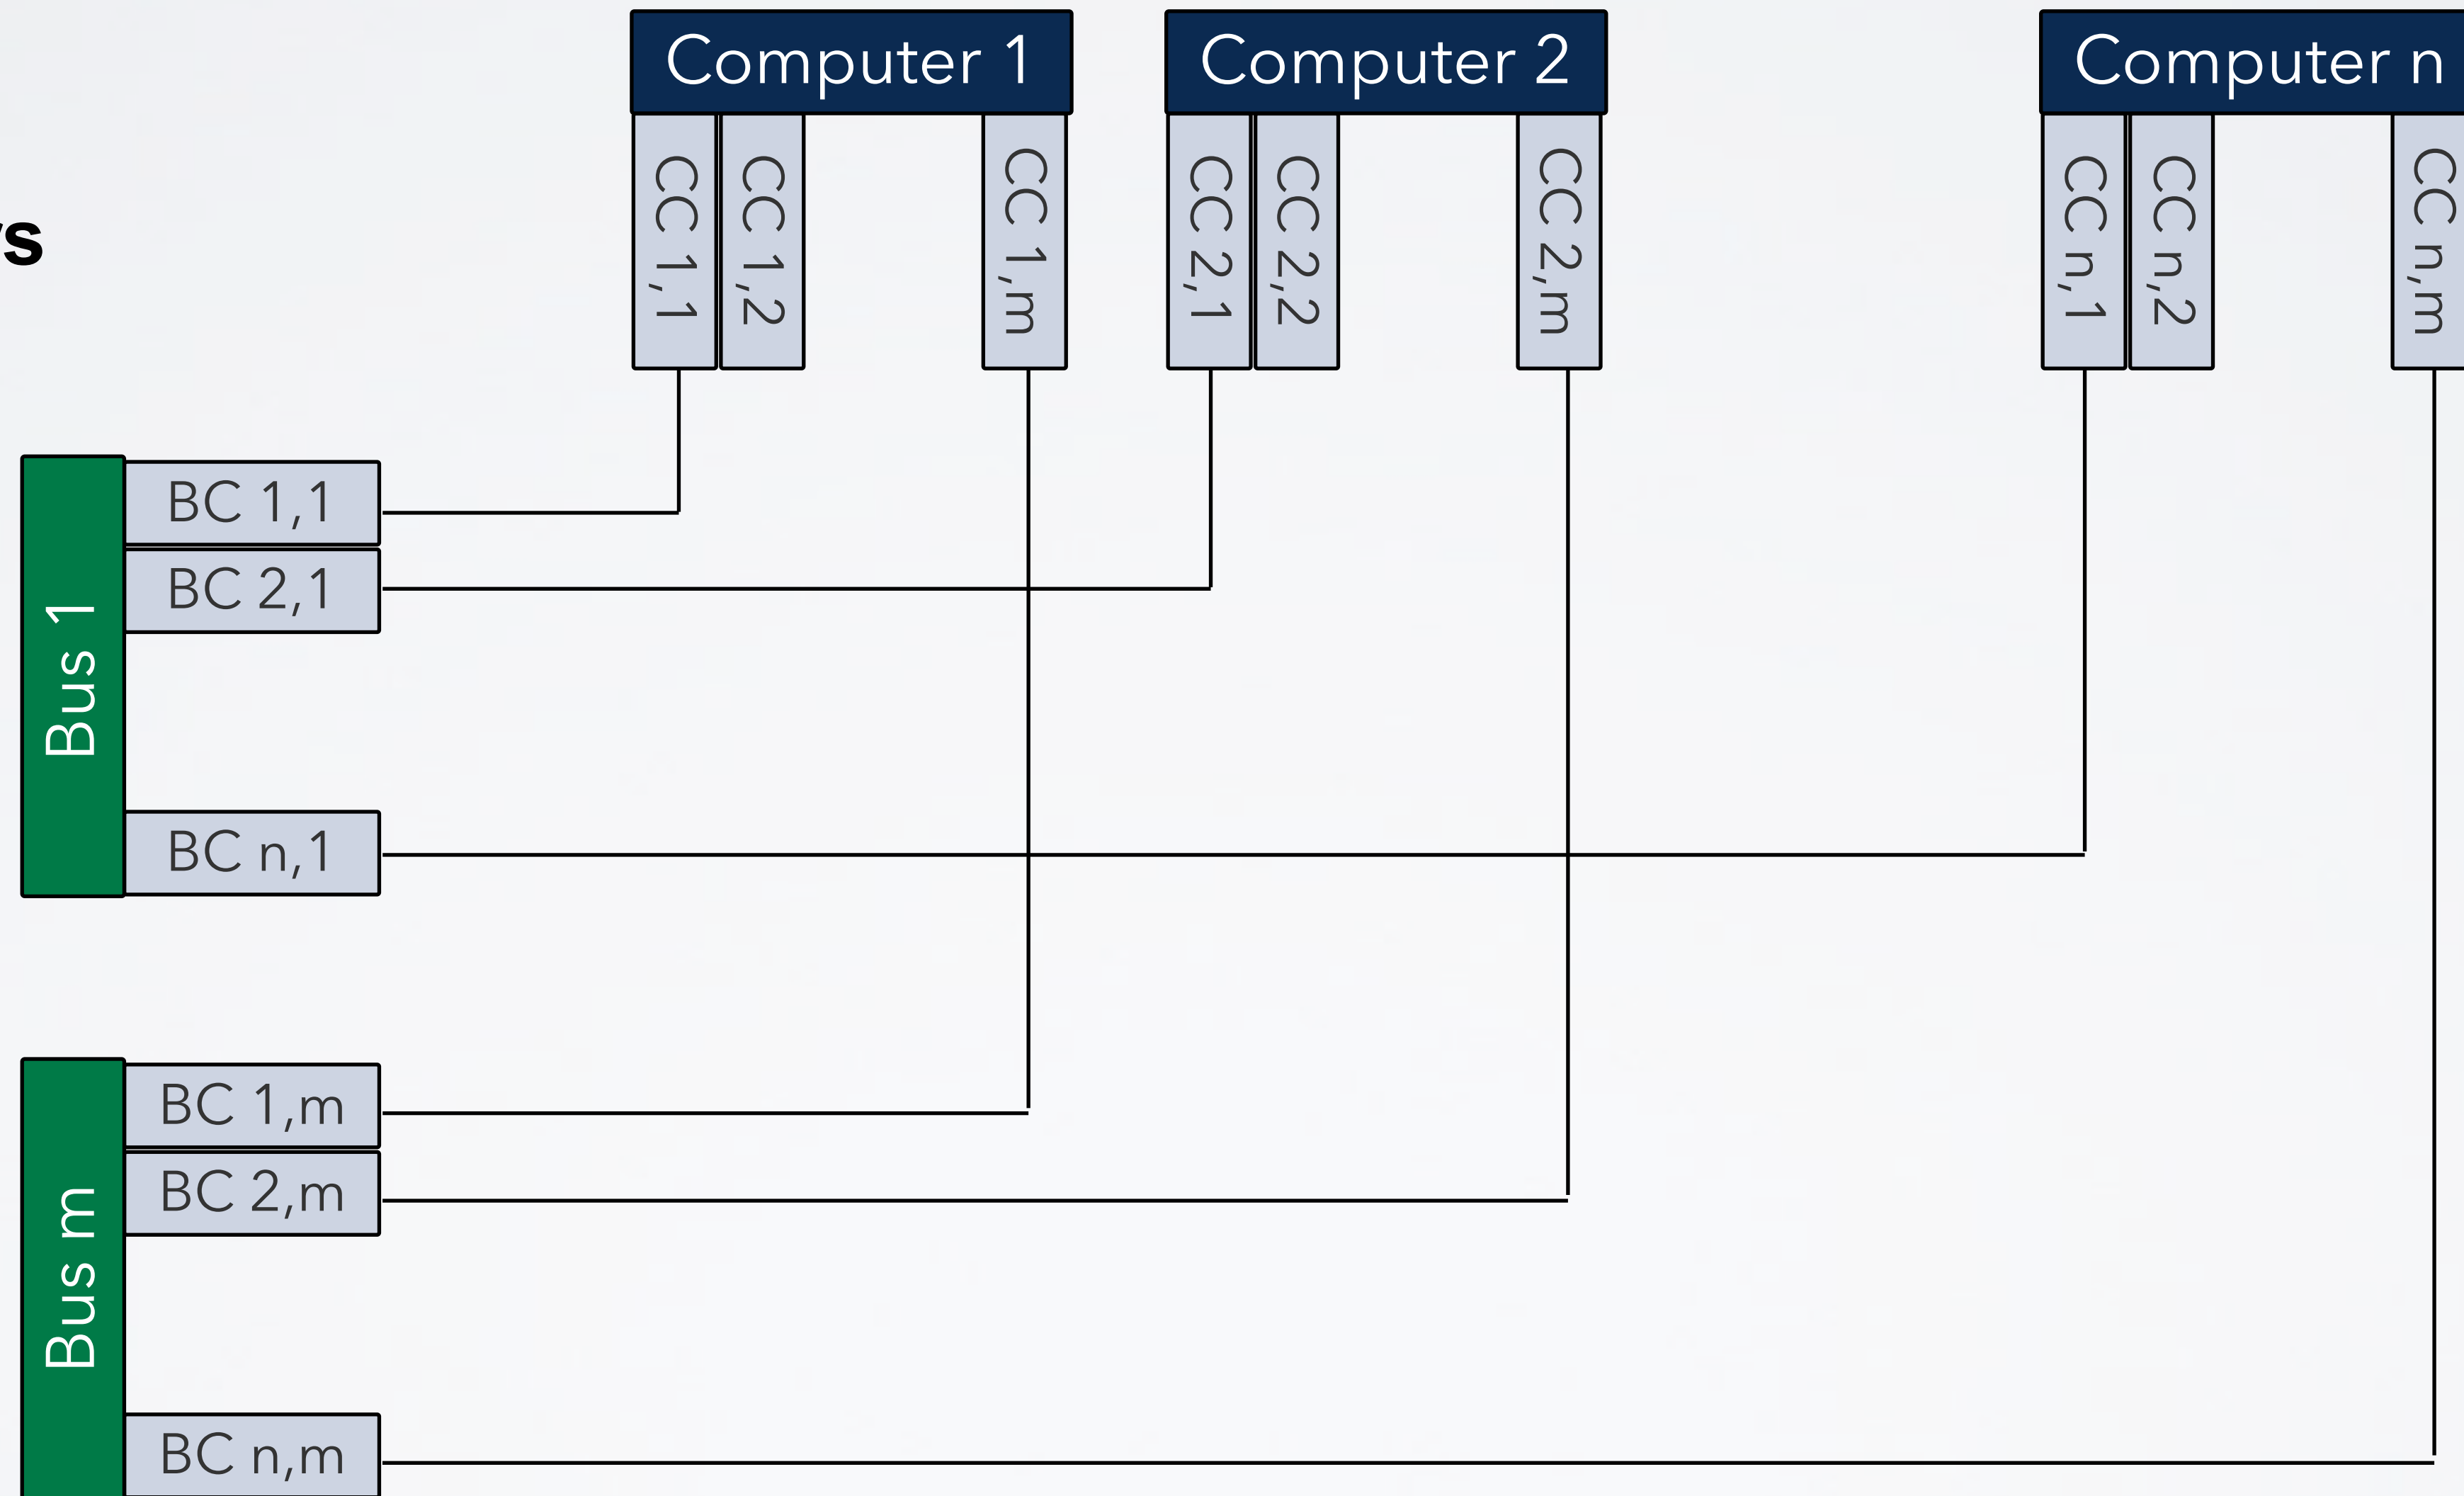 Computer 1
Computer 2
Computer n
CC 1,1
CC 1,2
CC 1,m
CC 2,1
CC 2,2
CC 2,m
CC n,1
CC n,2
CC n,m
Bus 1
BC 1,1
BC 2,1
BC n,1
Bus m
BC 1,m
BC 2,m
BC n,m